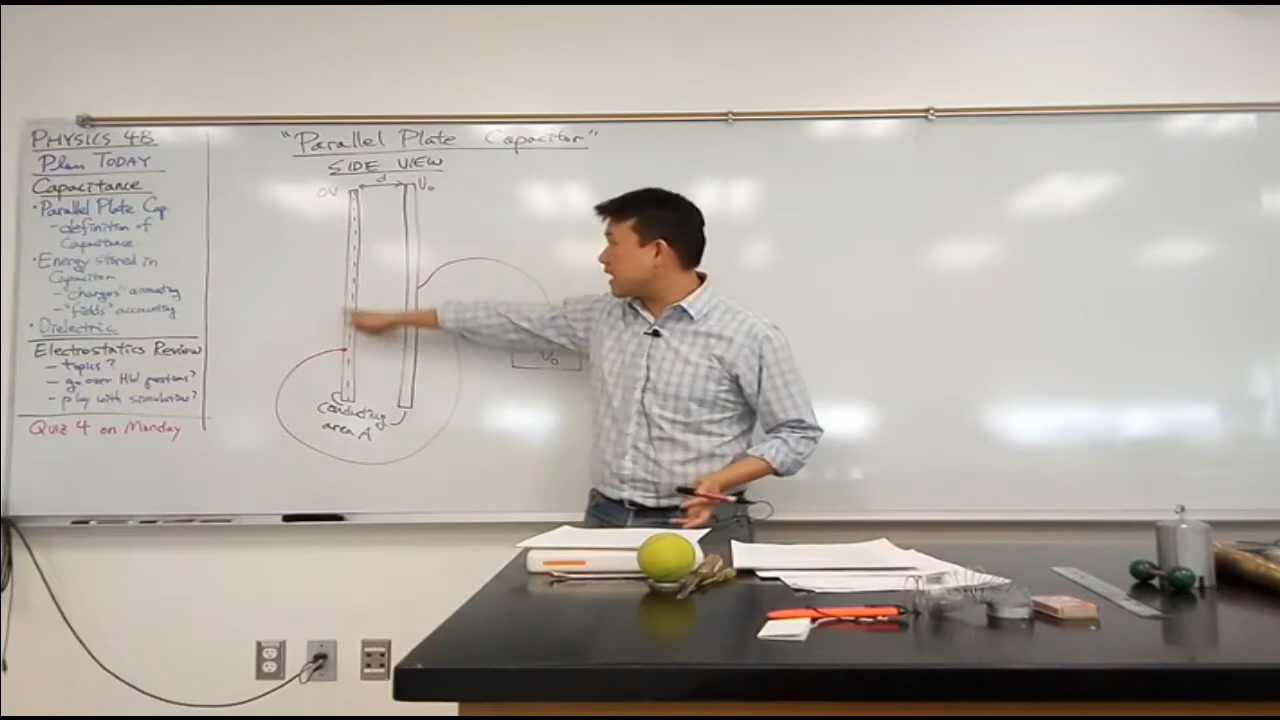 PHYSICS 4B
Plan TODAY
Capacitance
• Parallel Plate Cap
- definition of
Capacitance
• Energy stored in
Capacitor
- "charges" accounting
- "fields" accounting
• Dielectric
Electrostatics Review
- topics?
- go over HW questions?
- play with simulation?
QUIZ 4 on Monday
"Parallel Plate Capacitor"
SIDE VIEW
0V
d
V₀
V₀
Conducting
area A